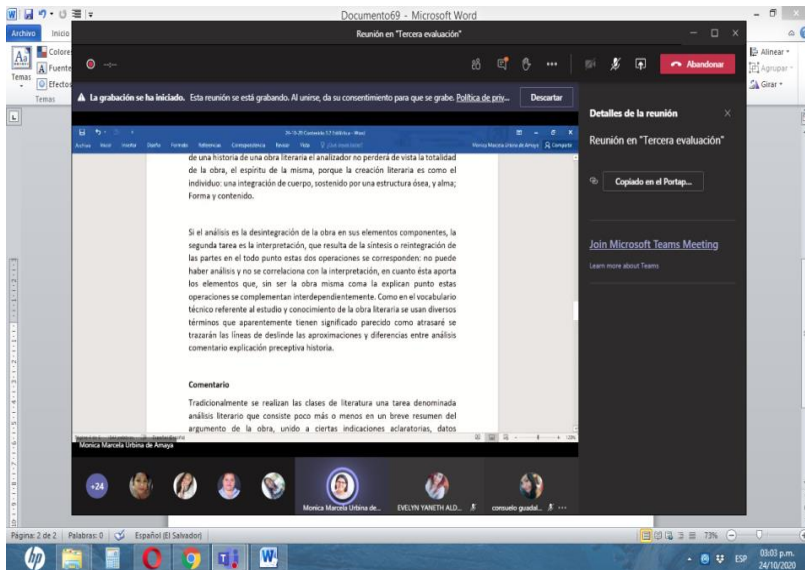 Documento69 - Microsoft Word
Archivo
Inicio
Colore
Fuente
Efectos
Temas
Temas
Alinear
Agrupar
Girar
Reunión en "Tercera evaluación"
Abandonar
La grabación se ha iniciado. Esta reunión se está grabando. Al unirse, da su consentimiento para que se grabe. Política de priv...
Descartar
Detalles de la reunión
Reunión en "Tercera evaluación"
Copiado en el Portap...
Join Microsoft Teams Meeting
Learn more about Teams
de una historia de una obra literaria el analizador no perderá de vista la totalidad
de la obra, el espíritu de la misma, porque la creación literaria es como el
individuo: una integración de cuerpo, sostenido por una estructura ósea, y alma;
Forma y contenido.
Si el análisis es la desintegración de la obra en sus elementos componentes, la
segunda tarea es la interpretación, que resulta de la síntesis o reintegración de
las partes en el todo punto estas dos operaciones se corresponden: no puede
haber análisis y no se correlaciona con la interpretación, en cuanto ésta aporta
los elementos que, sin ser la obra misma coma la explican punto estas
operaciones se complementan interdependientemente. Como en el vocabulario
técnico referente al estudio y conocimiento de la obra literaria se usan diversos
términos que aparentemente tienen significado parecido como atrasaré se
trazarán las líneas de deslinde las aproximaciones y diferencias entre análisis
comentario explicación preceptiva historia.
Comentario
Tradicionalmente se realizan las clases de literatura una tarea denominada
análisis literario que consiste poco más o menos en un breve resumen del
argumento de la obra, unido a ciertas indicaciones aclaratorias, datos
Monica Marcela Urbina de Amaya
+24
Monica Marcela Urbina de...
EVELYN YANETH ALD...
consuelo guadal...
Página: 2 de 2
Palabras: 0
Español (El Salvador)
73%
hp
ESP
03:03 p.m.
24/10/2020